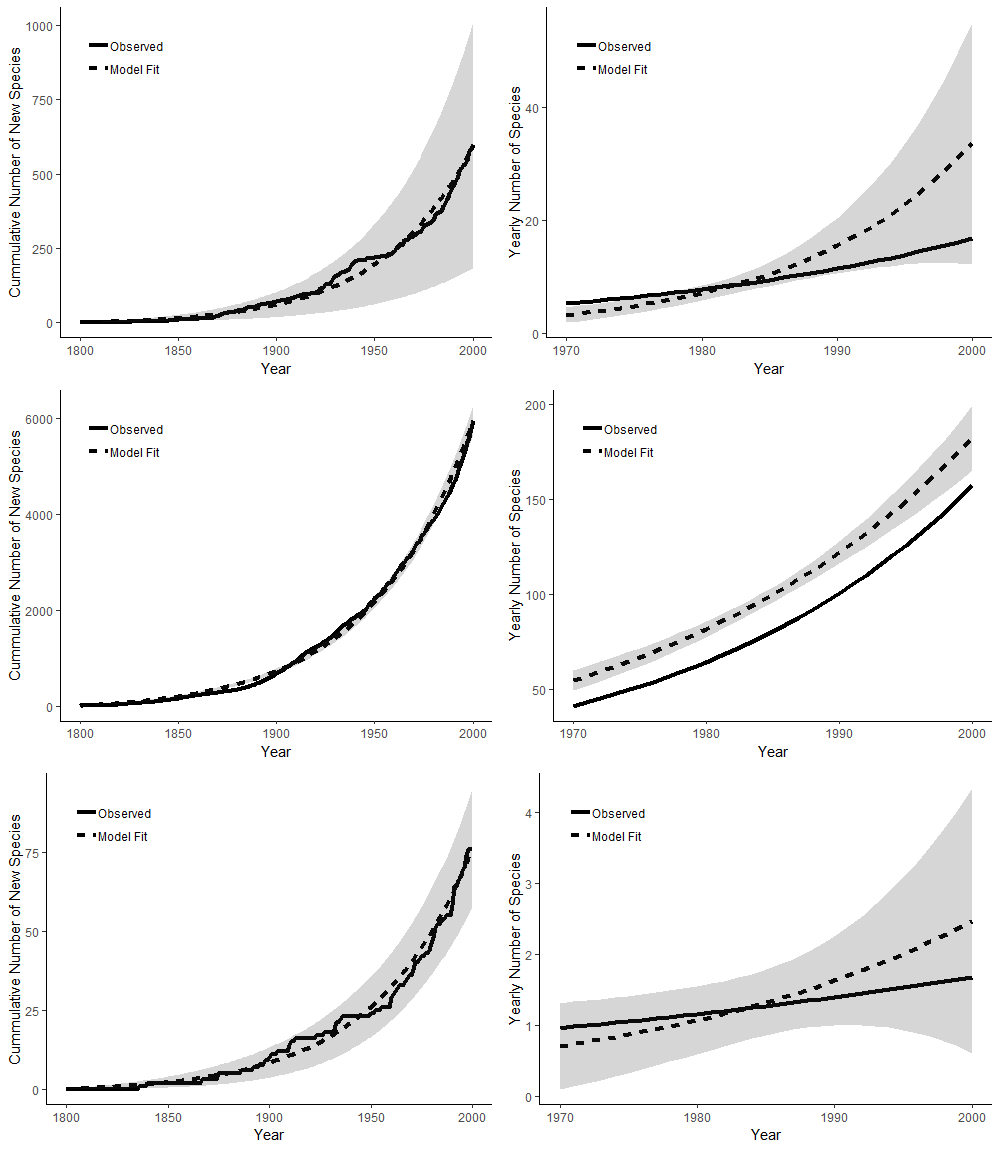 Cummulative Number of New Species
1000
750
500
250
0
Observed
Model Fit
1800 1850 1900 1950 2000
Year
Yearly Number of Species
40
20
0
Observed
Model Fit
1970 1980 1990 2000
Year
Cummulative Number of New Species
6000
4000
2000
0
Observed
Model Fit
1800 1850 1900 1950 2000
Year
Yearly Number of Species
200
150
100
50
Observed
Model Fit
1970 1980 1990 2000
Year
Cummulative Number of New Species
75
50
25
0
Observed
Model Fit
1800 1850 1900 1950 2000
Year
Yearly Number of Species
4
3
2
1
0
Observed
Model Fit
1970 1980 1990 2000
Year